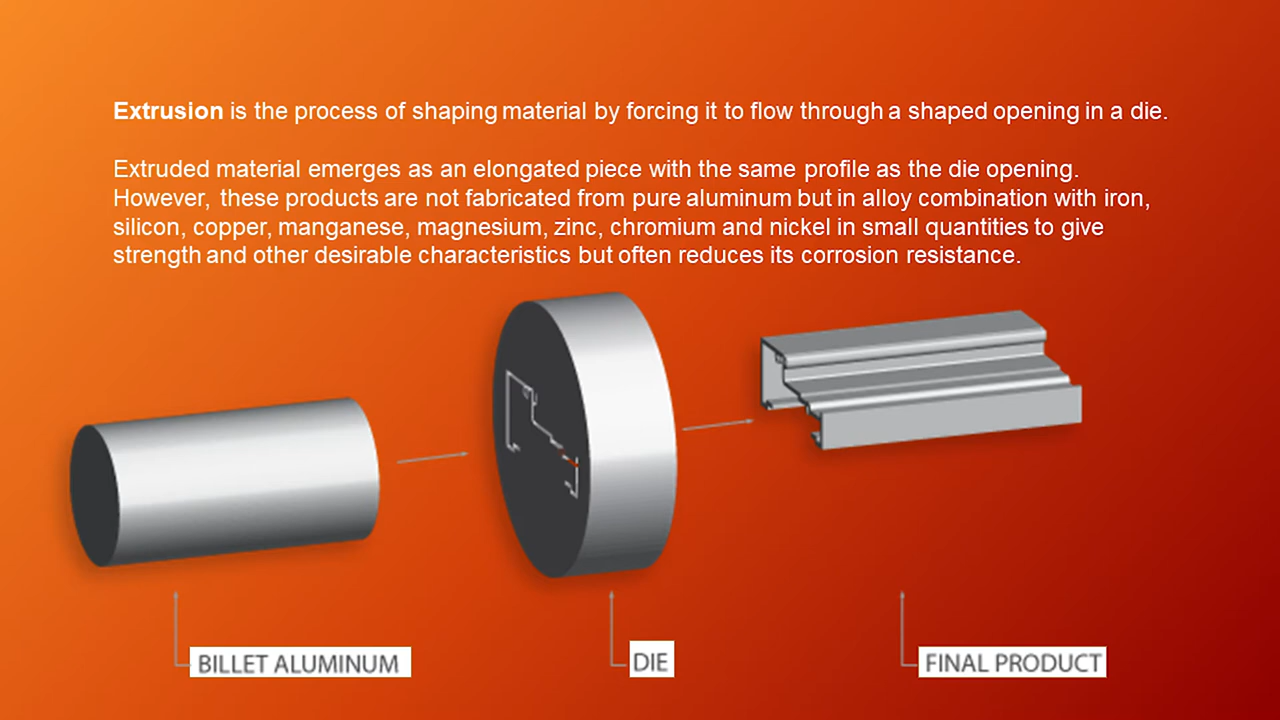 Extrusion is the process of shaping material by forcing it to flow through a shaped opening in a die.
Extruded material emerges as an elongated piece with the same profile as the die opening.
However, these products are not fabricated from pure aluminum but in alloy combination with iron,
silicon, copper, manganese, magnesium, zinc, chromium and nickel in small quantities to give
strength and other desirable characteristics but often reduces its corrosion resistance.
BILLET ALUMINUM
DIE
FINAL PRODUCT